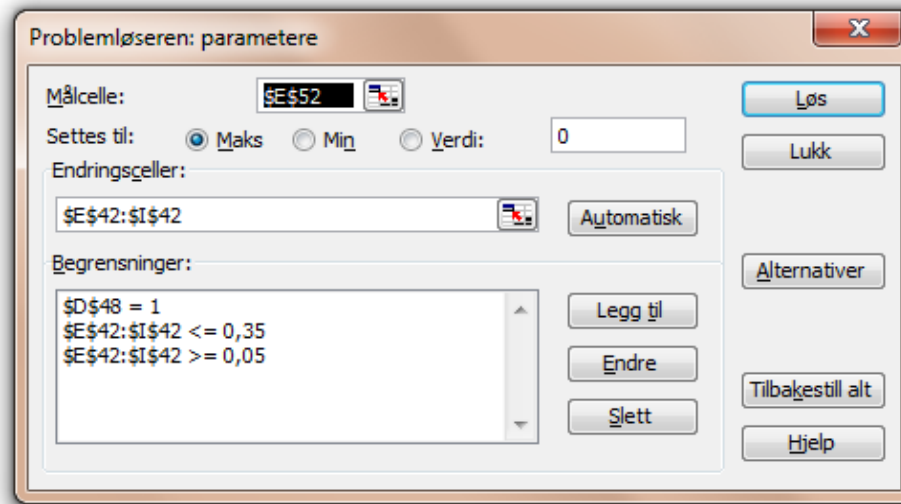 Problemløseren: parametere
Målcelle: $E$52 Løs
Settes til: Maks Min Verdi: 0 Lukk
Endringsceller:
$E$42:$I$42 Automatisk
Begrensninger: Alternativer
$D$48 = 1 Legg til
$E$42:$I$42 <= 0,35
$E$42:$I$42 >= 0,05 Endre
Tilbakestill alt
Slett
Hjelp